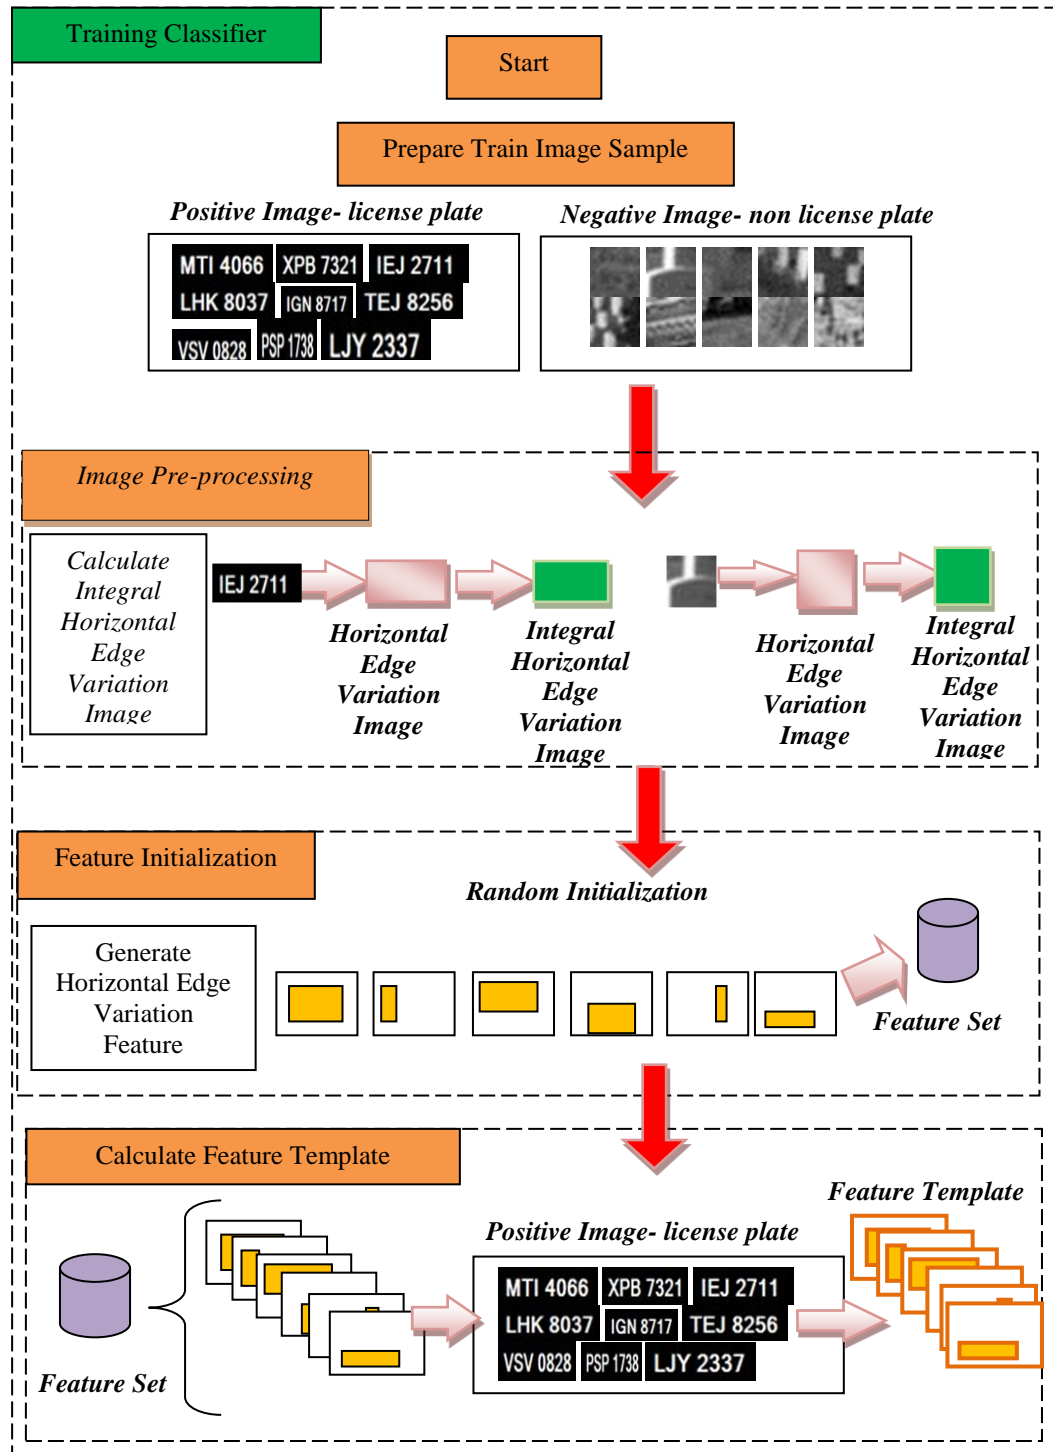 Training Classifier
Start
Prepare Train Image Sample
Positive Image- license plate
Negative Image- non license plate
MTI 4066 XPB 7321 IEJ 2711
LHK 8037 IGN 8717 TEJ 8256
VSV 0828 PSP 1738 LJY 2337
Image Pre-processing
Calculate
Integral
Horizontal
Edge
Variation
Image
IEJ 2711
Horizontal
Edge
Variation
Image
Integral
Horizontal
Edge
Variation
Image
Horizontal
Edge
Variation
Image
Integral
Horizontal
Edge
Variation
Image
Feature Initialization
Random Initialization
Generate
Horizontal Edge
Variation
Feature
Feature Set
Calculate Feature Template
Feature Template
Positive Image- license plate
MTI 4066 XPB 7321 IEJ 2711
LHK 8037 IGN 8717 TEJ 8256
VSV 0828 PSP 1738 LJY 2337
Feature Set